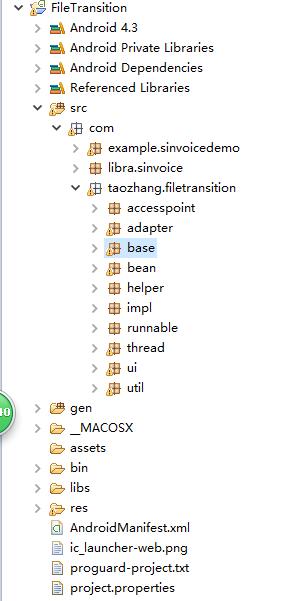 FileTransition
Android 4.3
Android Private Libraries
Android Dependencies
Referenced Libraries
src
com
example.sinvoicedemo
libra.sinvoice
taozhang.filetransition
accesspoint
adapter
base
bean
helper
impl
runnable
thread
ui
util
gen
__MACOSX
assets
bin
libs
res
AndroidManifest.xml
ic_launcher-web.png
proguard-project.txt
project.properties